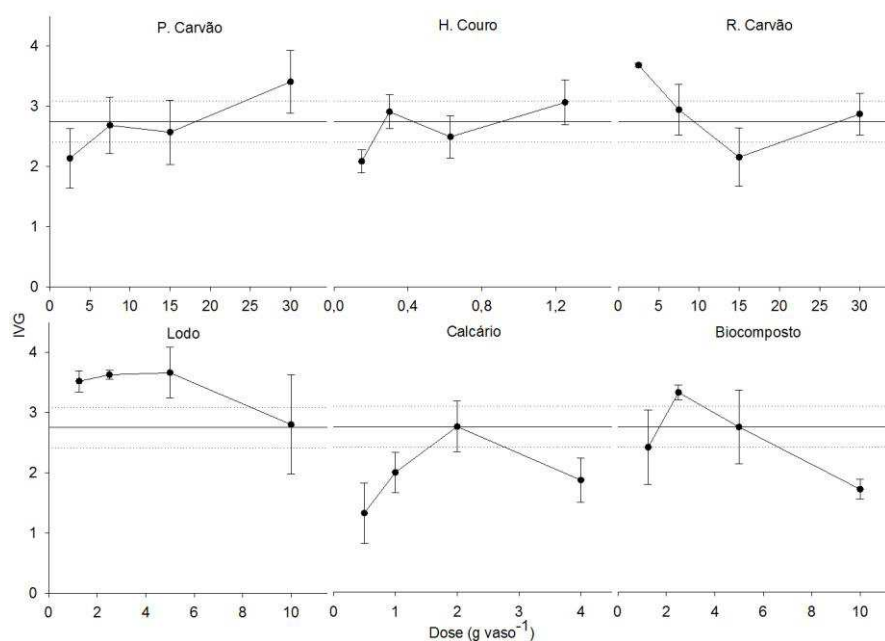 P. Carvão
H. Couro
R. Carvão
4
3
2
1
0
0 5 10 15 20 25 30
0,0 0,4 0,8 1,2
0 5 10 15 20 25 30
IVG
Lodo
Calcário
Biocomposto
4
3
2
1
0
0 2 4 6 8 10
0 1 2 3 4
0 2 4 6 8 10
Dose (g vaso-1)